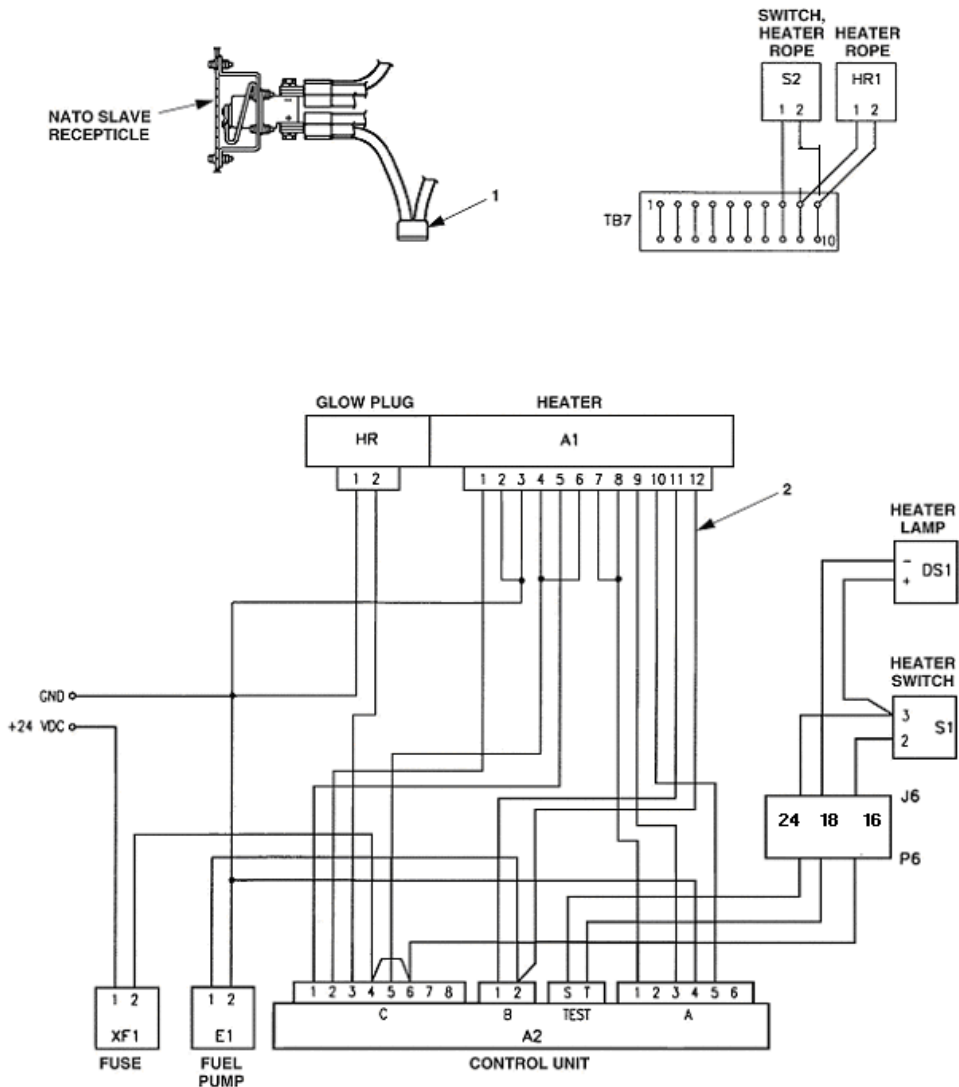 NATO SLAVE
RECEPTICLE
- 
+
1
SWITCH,
HEATER
ROPE
HEATER
ROPE
S2
HR1
1 2
1 2
TB7
1
10
GLOW PLUG
HEATER
HR
A1
1 2
1 2 3 4 5 6 7 8 9 10 11 12
2
HEATER
LAMP
-
+
DS1
HEATER
SWITCH
3
2
S1
GND
+24 VDC
J6
24 18 16
P6
1 2
XF1
FUSE
1 2
E1
FUEL
PUMP
1 2 3 4 5 6 7 8
C
1 2
B
S T
TEST
1 2 3 4 5 6
A
A2
CONTROL UNIT